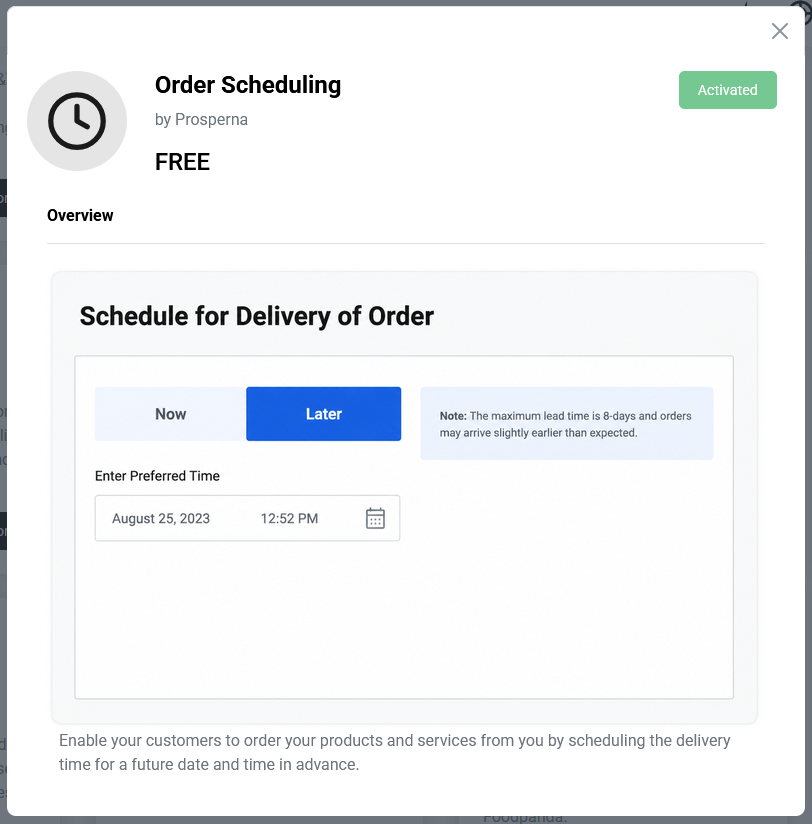 Order Scheduling
Activated
by Prosperna
FREE
Overview
Schedule for Delivery of Order
Now
Later
Note: The maximum lead time is 8-days and orders
may arrive slightly earlier than expected.
Enter Preferred Time
August 25, 2023
12:52 PM
Enable your customers to order your products and services from you by scheduling the delivery
time for a future date and time in advance.
Foodpanda.